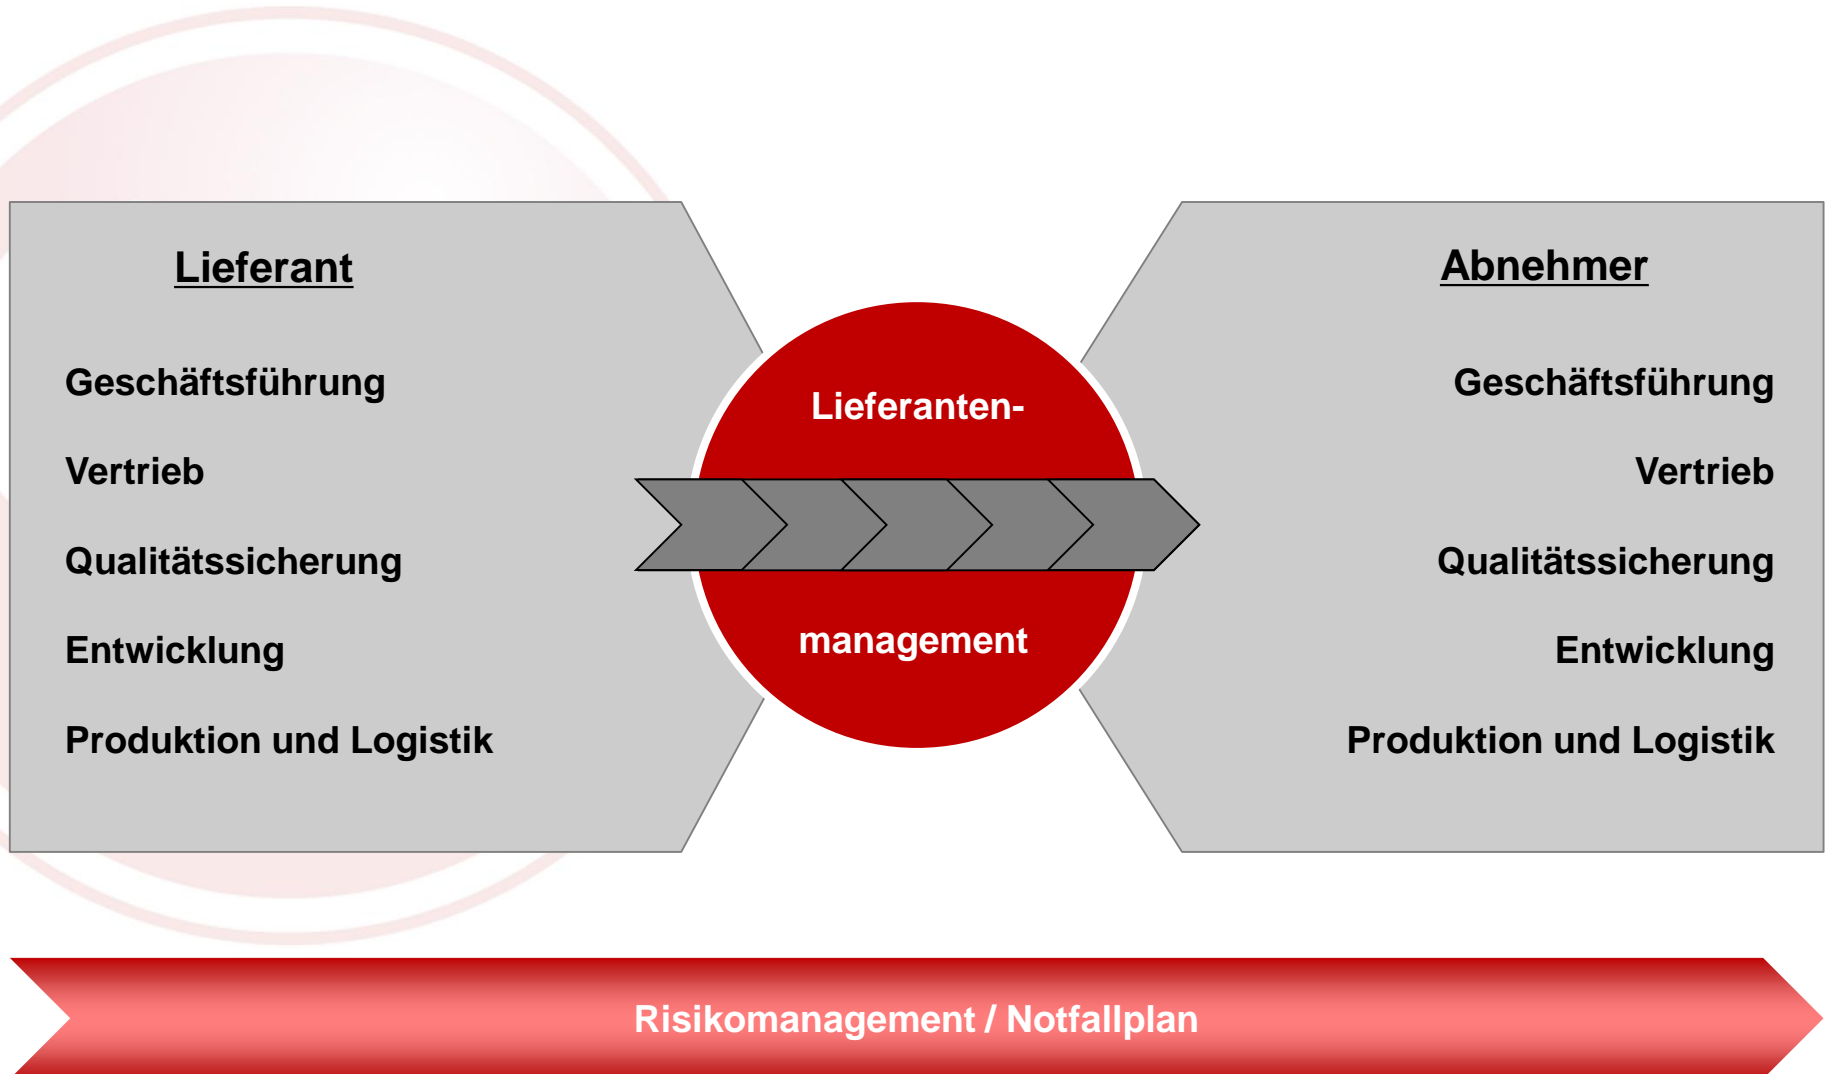 Lieferant
Geschäftsführung
Vertrieb
Qualitätssicherung
Entwicklung
Produktion und Logistik
Lieferanten-
management
Abnehmer
Geschäftsführung
Vertrieb
Qualitätssicherung
Entwicklung
Produktion und Logistik
Risikomanagement / Notfallplan